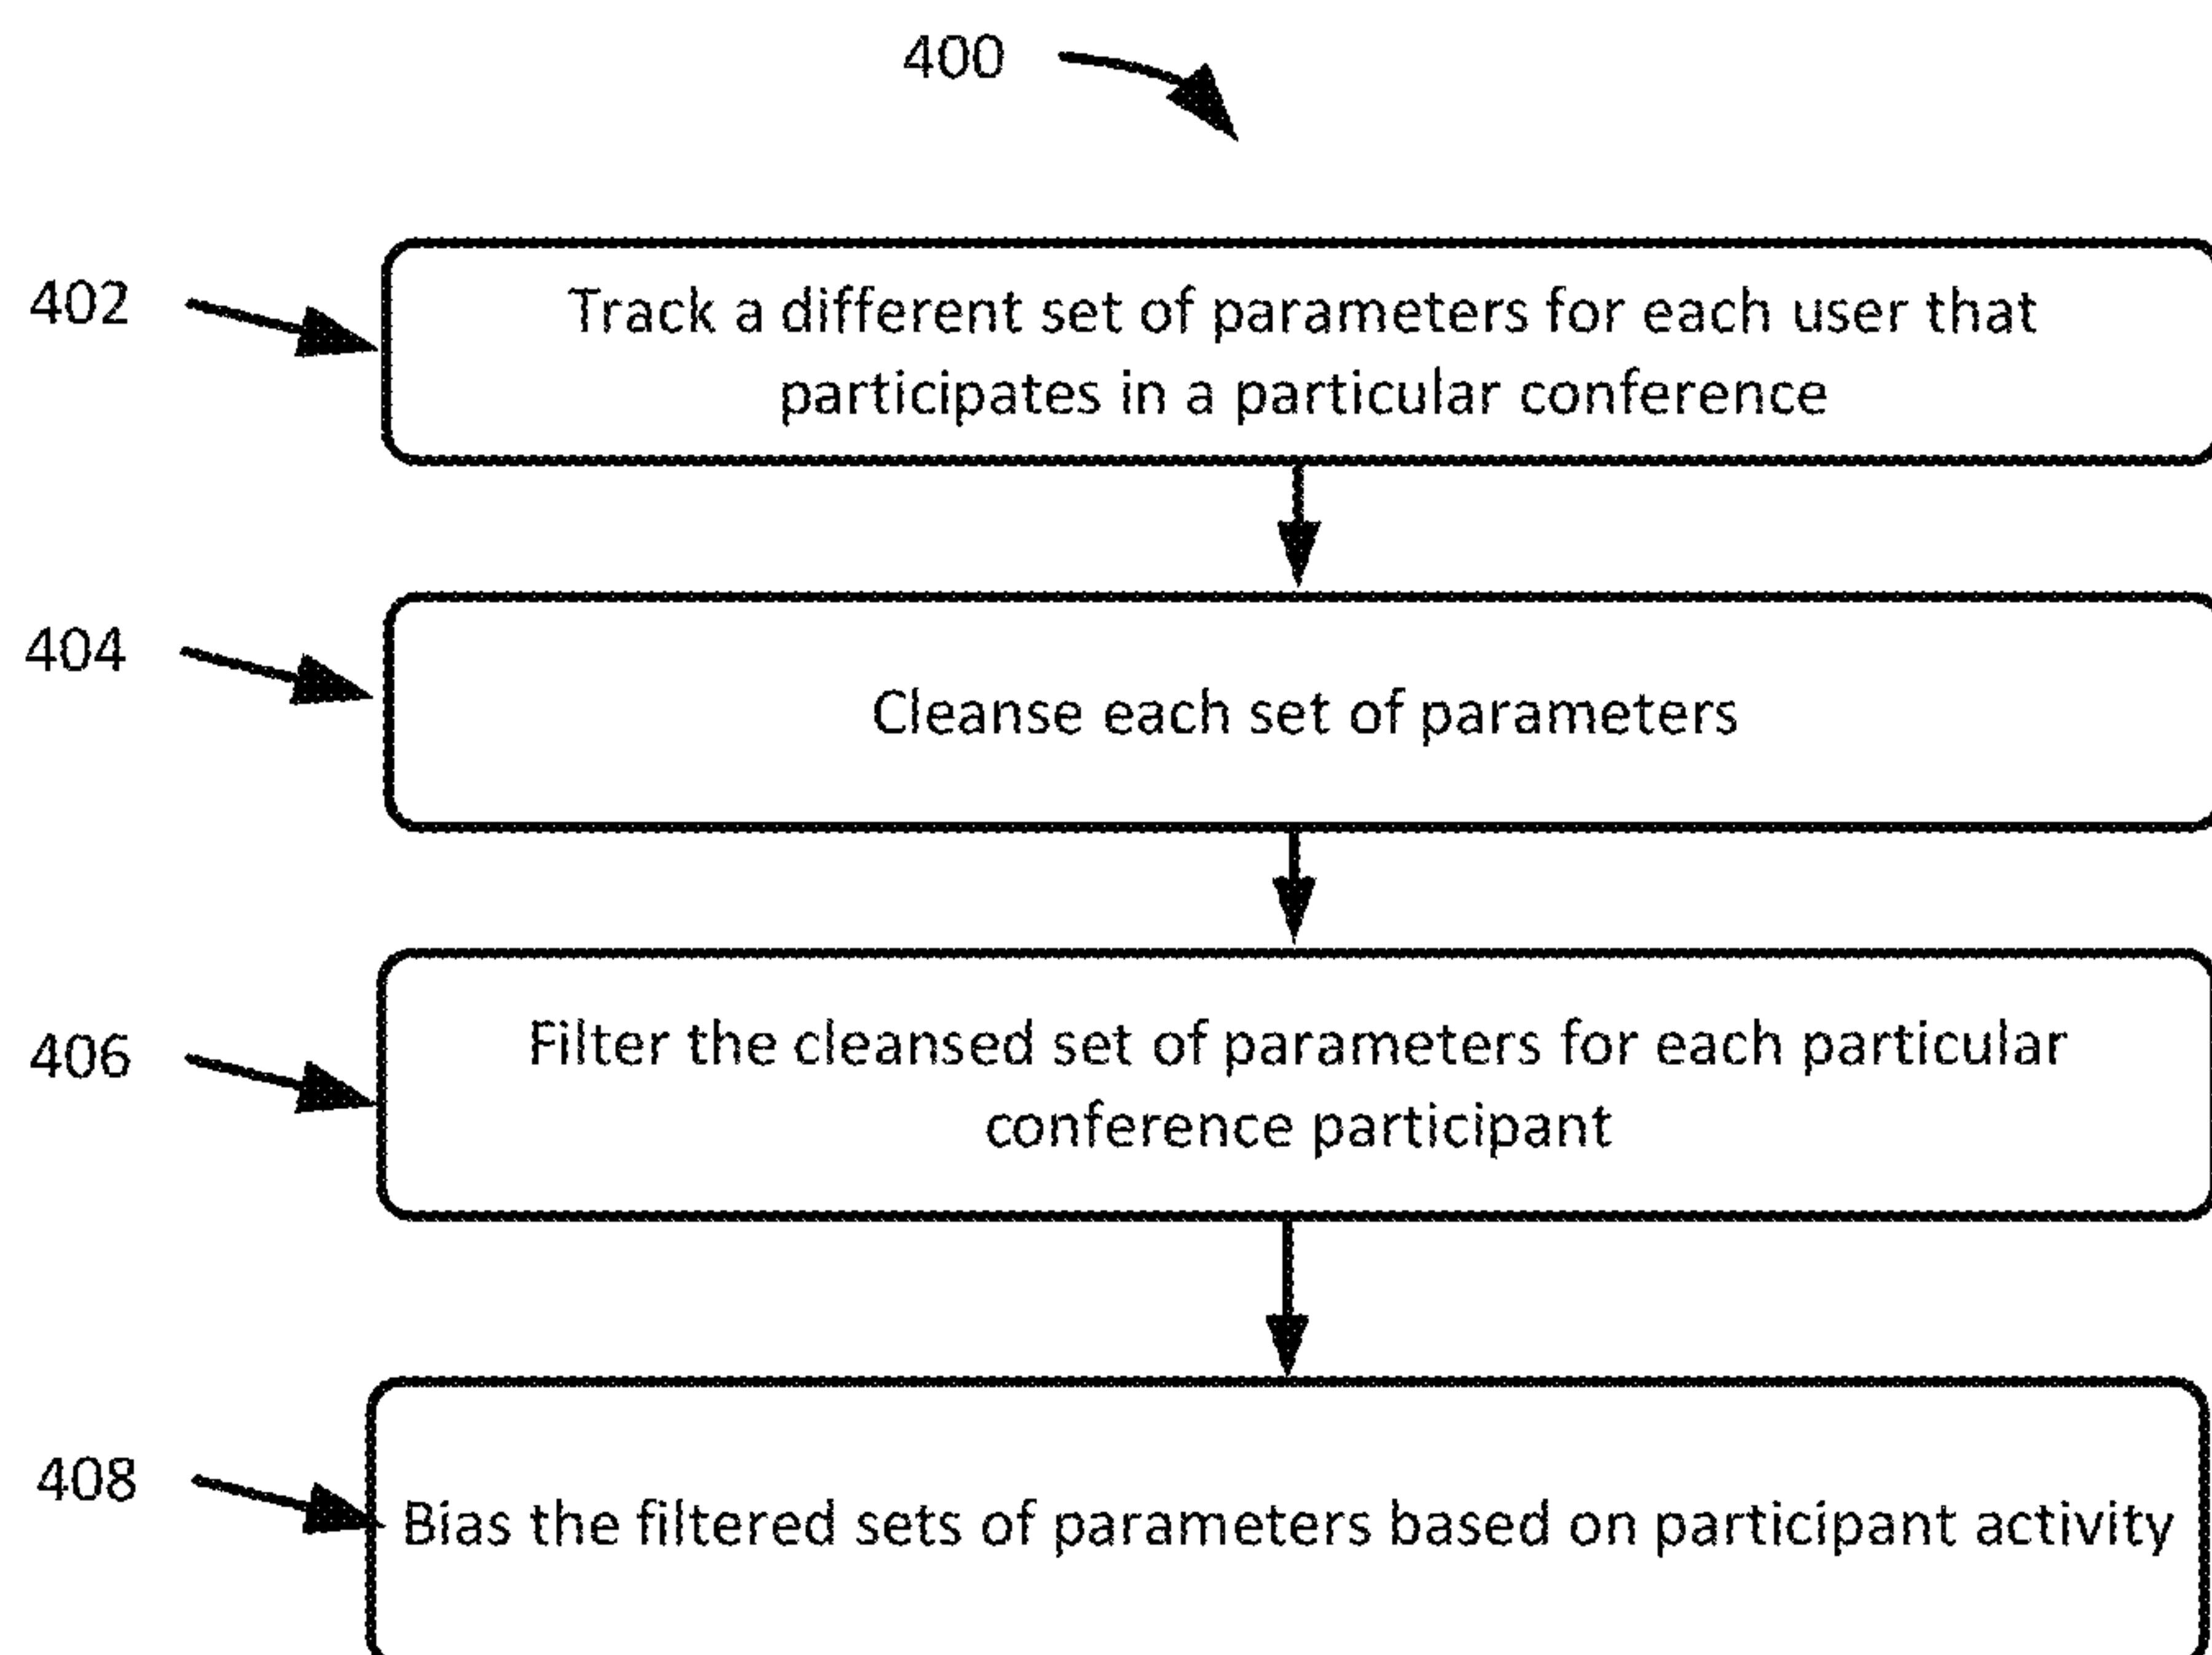 400
402
Track a different set of parameters for each user that
participates in a particular conference
404
Cleanse each set of parameters
406
Filter the cleansed set of parameters for each particular
conference participant
408
Bias the filtered sets of parameters based on participant activity